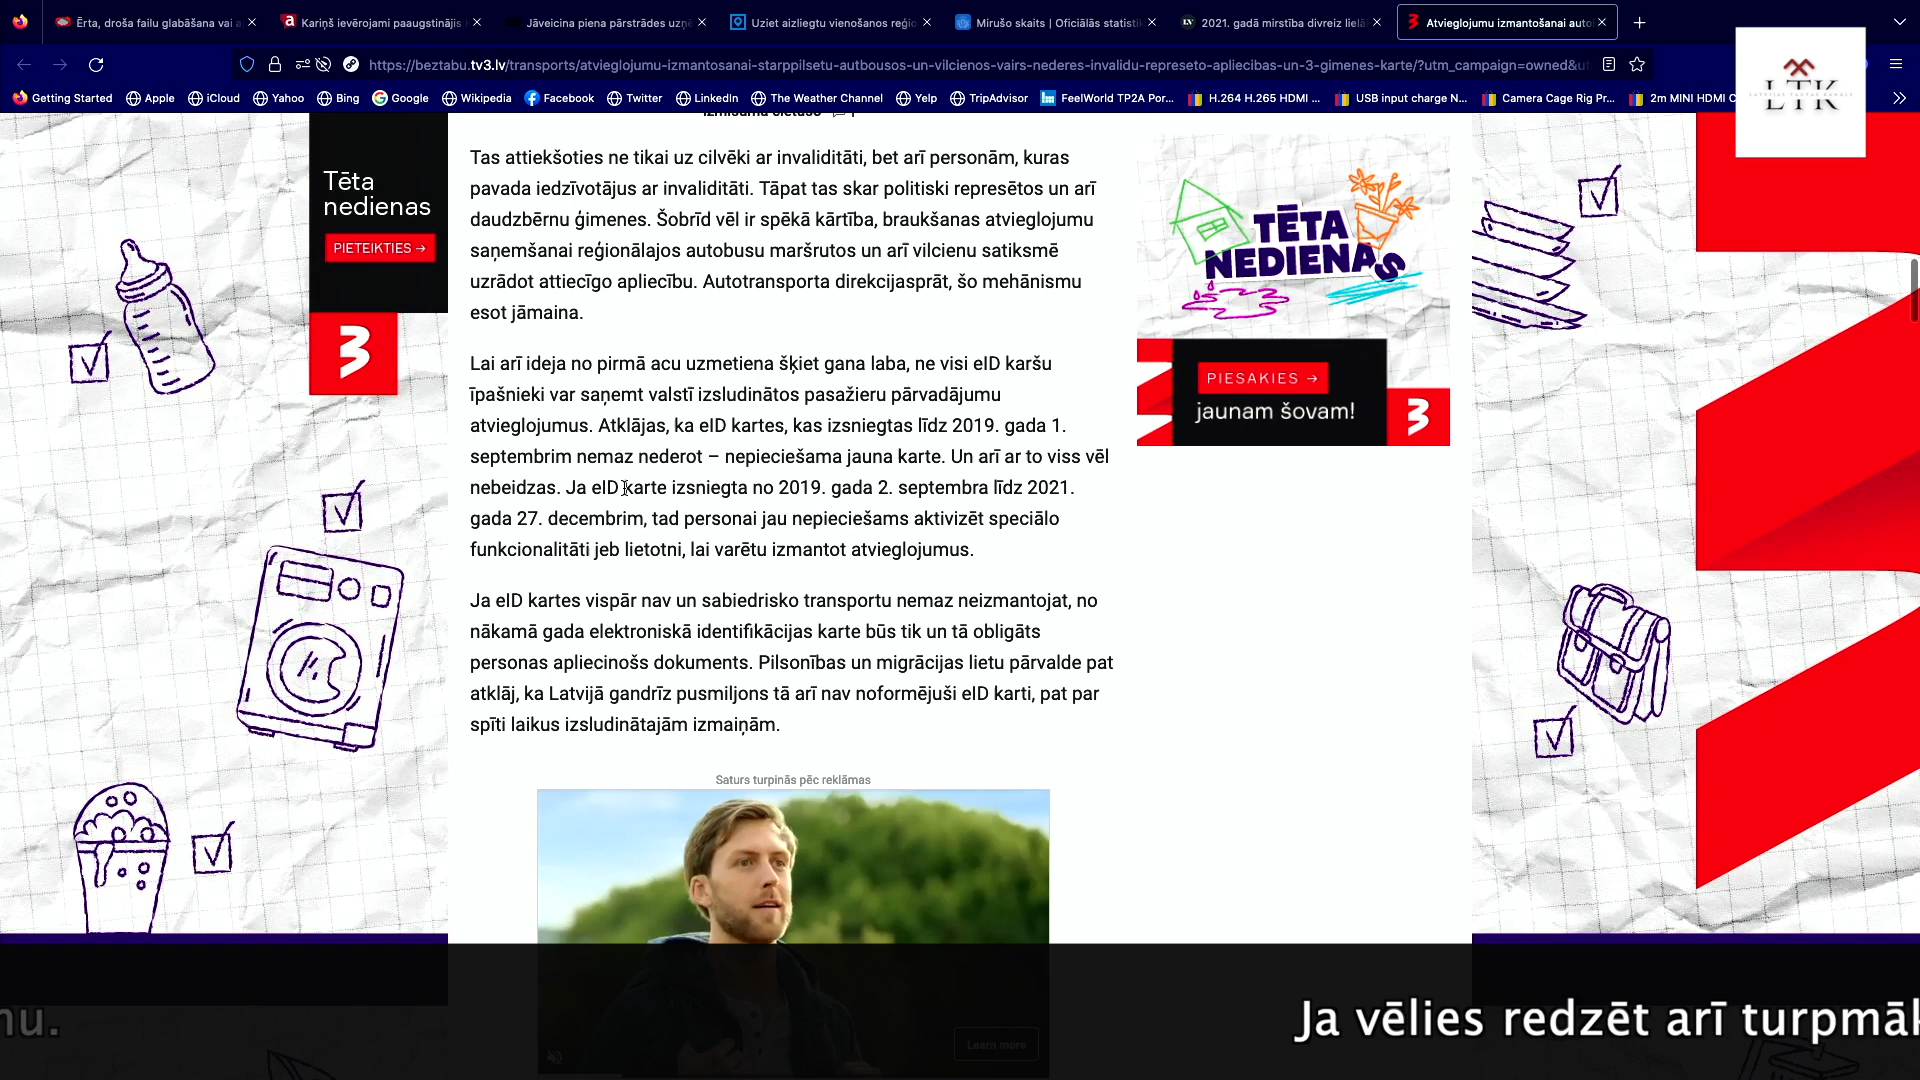 Ērta, droša failu glabāšana vai
Kariņš ievērojami paaugstinājis
Jāveicina piena pārstrādes uzņē
Uziet aizliegtu vienošanos reģio
Mirušo skaits | Oficiālās statisti
2021. gadā mirstība divreiz lielā
Atvieglojumu izmantošanai auto
https://beztabu.tv3.lv/transports/atvieglojumu-izmantosanai-starppilsetu-autbousos-un-vilcienos-vairs-nederes-invalidu-represeto-apliecibas-un-3-gimenes-karte/?utm_campaign=owned&ut
Getting Started
Apple
iCloud
Yahoo
Bing
Google
Wikipedia
Facebook
Twitter
LinkedIn
The Weather Channel
Yelp
TripAdvisor
FeelWorld TP2A Por...
H.264 H.265 HDMI ...
USB input charge N...
Camera Cage Rig Pr...
2m MINI HDMI C
LTK
Tēta
nedienas
PIETEIKTIES →
3
Tas attiekšoties ne tikai uz cilvēki ar invaliditāti, bet arī personām, kuras
pavada iedzīvotājus ar invaliditāti. Tāpat tas skar politiski represētos un arī
daudzbērnu ģimenes. Šobrīd vēl ir spēkā kārtība, braukšanas atvieglojumu
saņemšanai reģionālajos autobusu maršrutos un arī vilcienu satiksmē
uzrādot attiecīgo apliecību. Autotransporta direkcijasprāt, šo mehānismu
esot jāmaina.
Lai arī ideja no pirmā acu uzmetiena šķiet gana laba, ne visi eID karšu
īpašnieki var saņemt valstī izsludinātos pasažieru pārvadājumu
atvieglojumus. Atklājas, ka eID kartes, kas izsniegtas līdz 2019. gada 1.
septembrim nemaz nederot – nepieciešama jauna karte. Un arī ar to viss vēl
nebeidzas. Ja eID karte izsniegta no 2019. gada 2. septembra līdz 2021.
gada 27. decembrim, tad personai jau nepieciešams aktivizēt speciālo
funkcionalitāti jeb lietotni, lai varētu izmantot atvieglojumus.
Ja eID kartes vispār nav un sabiedrisko transportu nemaz neizmantojat, no
nākamā gada elektroniskā identifikācijas karte būs tik un tā obligāts
personas apliecinošs dokuments. Pilsonības un migrācijas lietu pārvalde pat
atklāj, ka Latvijā gandrīz pusmiljons tā arī nav noformējuši eID karti, pat par
spīti laikus izsludinātajām izmaiņām.
Saturs turpinās pēc reklāmas
Learn more
TĒTA
NEDIENAS
PIESAKIES →
jaunam šovam!
3
nu.
Ja vēlies redzēt arī turpmāk